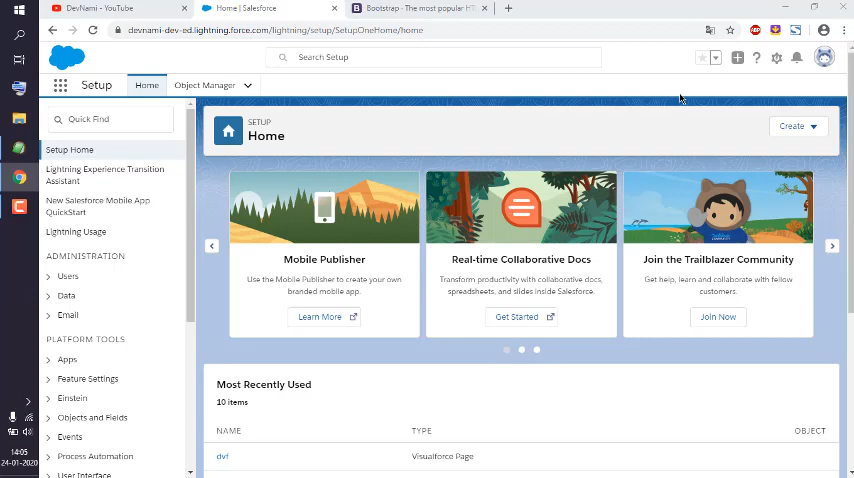 DevNami - YouTube
Home | Salesforce
Bootstrap - The most popular HT
devnami-dev-ed.lightning.force.com/lightning/setup/SetupOneHome/home
ABP
Search Setup
Setup
Home
Object Manager
Quick Find
Setup Home
Lightning Experience Transition
Assistant
New Salesforce Mobile App
QuickStart
Lightning Usage
ADMINISTRATION
Users
Data
Email
PLATFORM TOOLS
Apps
Feature Settings
Einstein
Objects and Fields
Events
Process Automation
User Interface
SETUP
Home
Create
Mobile Publisher
Use the Mobile Publisher to create your own
branded mobile app.
Learn More
Real-time Collaborative Docs
Transform productivity with collaborative docs,
spreadsheets, and slides inside Salesforce.
Get Started
Join the Trailblazer Community
Get help, learn and collaborate with fellow
customers.
Join Now
Most Recently Used
10 items
NAME
TYPE
OBJECT
dvf
Visualforce Page
14:05
24-01-2020